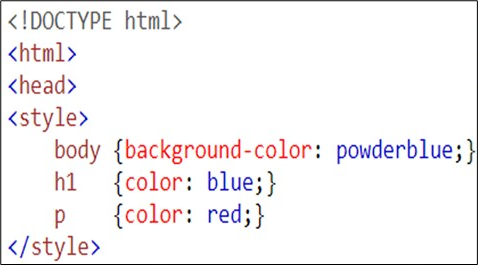 <!DOCTYPE html>
<html>
<head>
<style>
body {background-color: powderblue;}
h1 {color: blue;}
p {color: red;}
</style>